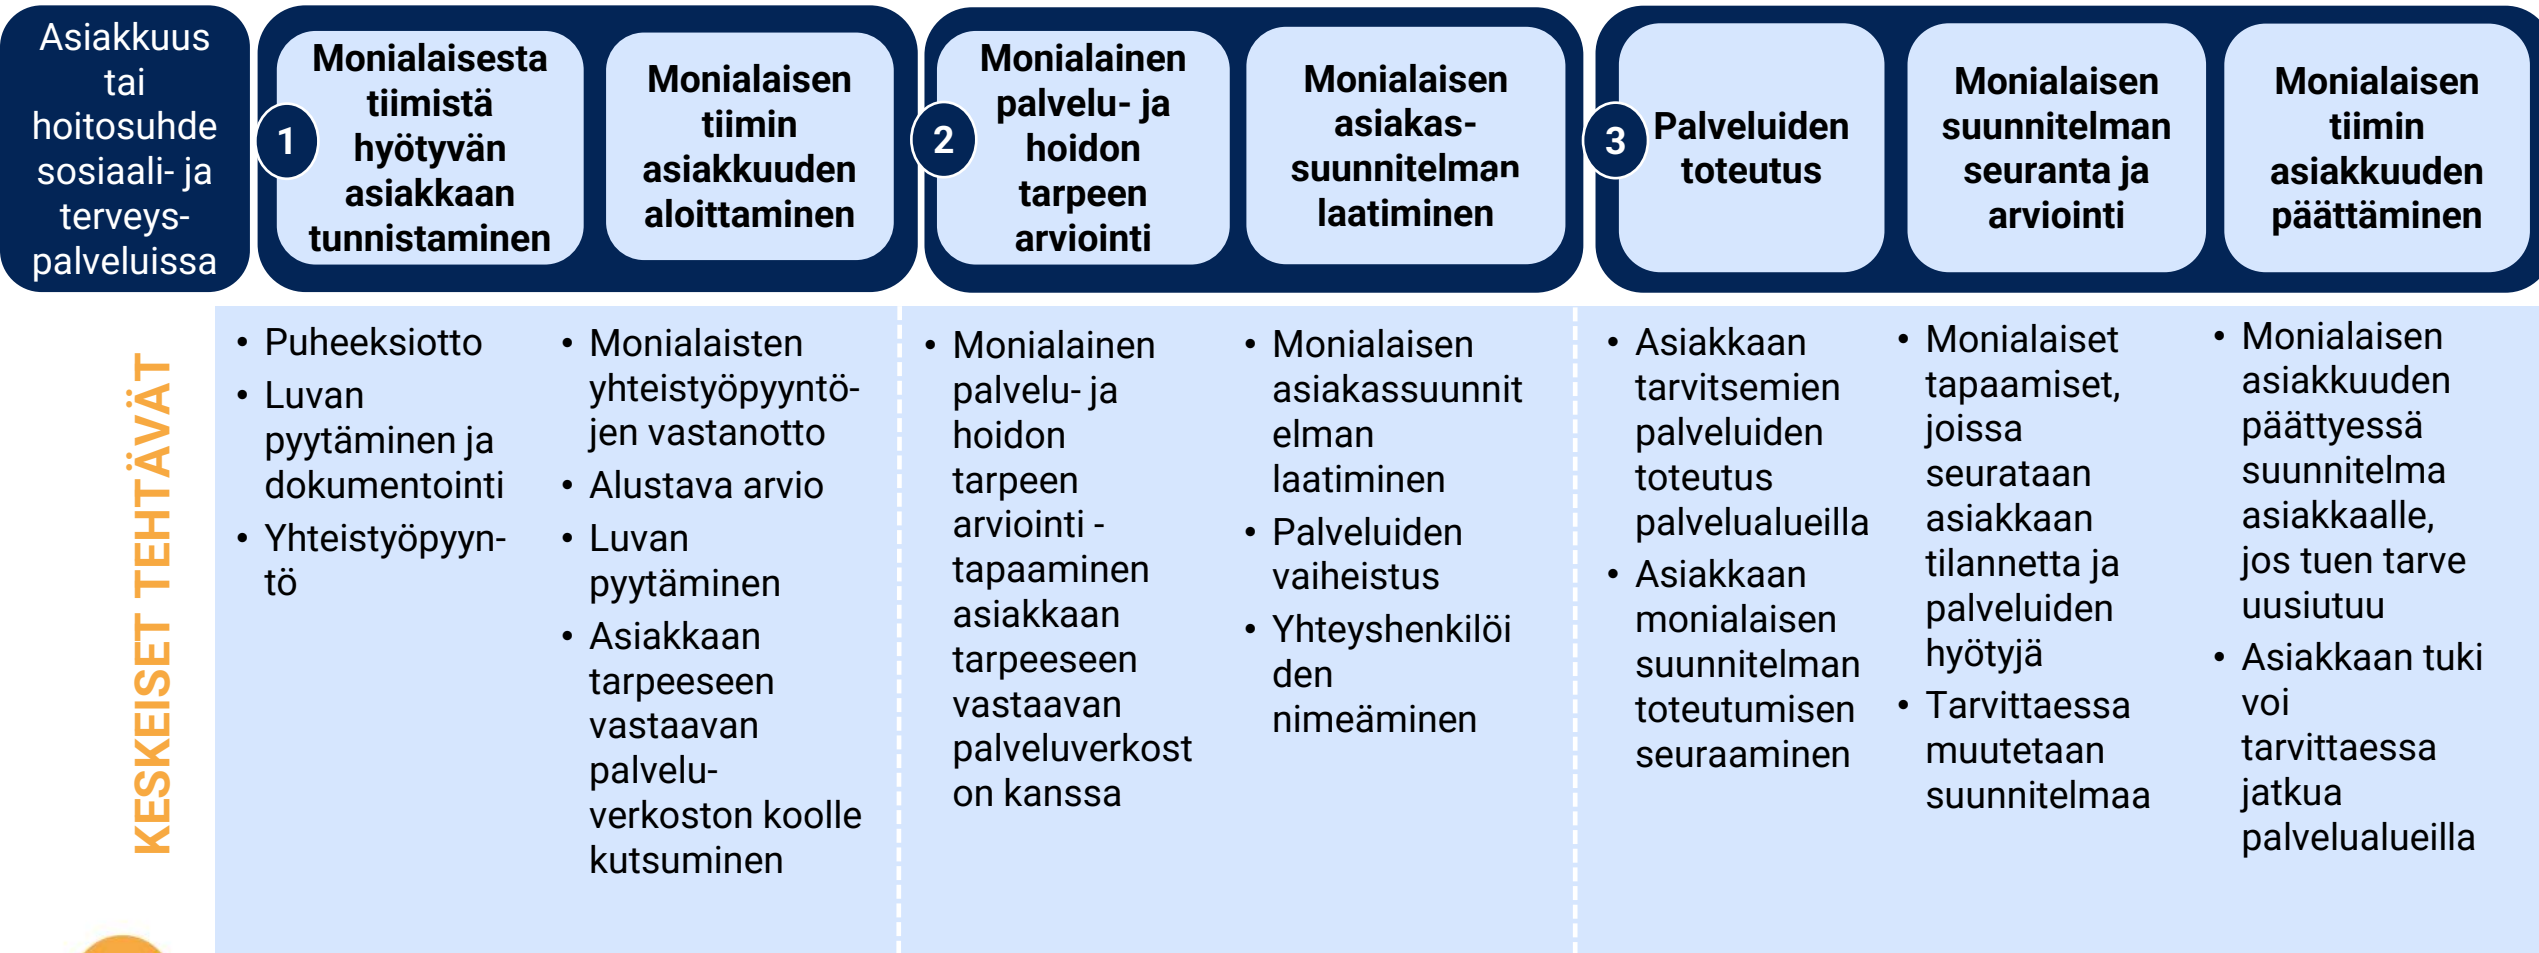 Asiakkuus
tai
hoitosuhde
sosiaali- ja
terveys-
palveluissa
1
Monialaisesta
tiimistä
hyötyvän
asiakkaan
tunnistaminen
Monialaisen
tiimin
asiakkuuden
aloittaminen
2
Monialainen
palvelu- ja
hoidon
tarpeen
arviointi
Monialaisen
asiakas-
suunnitelman
laatiminen
3
Palveluiden
toteutus
Monialaisen
suunnitelman
seuranta ja
arviointi
Monialaisen
tiimin
asiakkuuden
päättäminen
KESKEISET TEHTÄVÄT
• Puheeksiotto
• Luvan
pyytäminen ja
dokumentointi
• Yhteistyöpyyn-
tö
• Monialaisten
yhteistyöpyyntö-
jen vastanotto
• Alustava arvio
• Luvan
pyytäminen
• Asiakkaan
tarpeeseen
vastaavan
palvelu-
verkoston koolle
kutsuminen
• Monialainen
palvelu- ja
hoidon
tarpeen
arviointi -
tapaaminen
asiakkaan
tarpeeseen
vastaavan
palveluverkost
on kanssa
• Monialaisen
asiakassuunnit
elman
laatiminen
• Palveluiden
vaiheistus
• Yhteyshenkilöi
den
nimeäminen
• Asiakkaan
tarvitsemien
palveluiden
toteutus
palvelualueilla
• Asiakkaan
monialaisen
suunnitelman
toteutumisen
seuraaminen
• Monialaiset
tapaamiset,
joissa
seurataan
asiakkaan
tilannetta ja
palveluiden
hyötyjä
• Tarvittaessa
muutetaan
suunnitelmaa
• Monialaisen
asiakkuuden
päättyessä
suunnitelma
asiakkaalle,
jos tuen tarve
uusiutuu
• Asiakkaan tuki
voi
tarvittaessa
jatkua
palvelualueilla